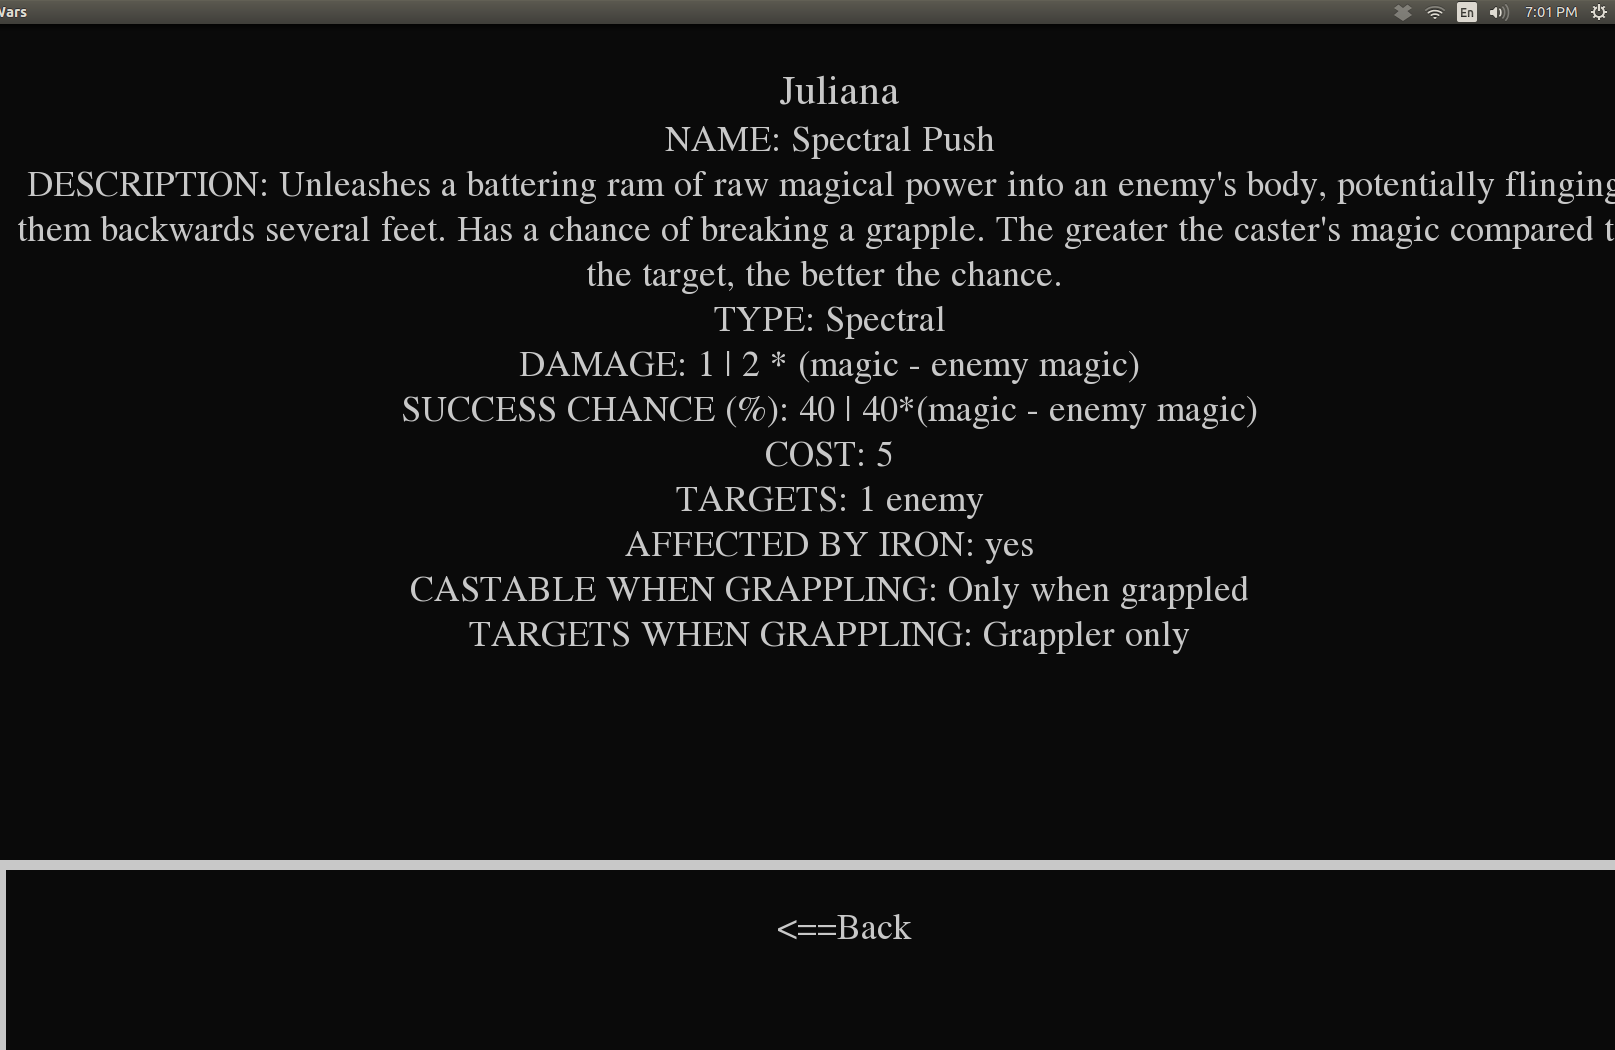 Wars
En
7:01 PM
Juliana
NAME: Spectral Push
DESCRIPTION: Unleashes a battering ram of raw magical power into an enemy's body, potentially flinging
them backwards several feet. Has a chance of breaking a grapple. The greater the caster's magic compared t
the target, the better the chance.
TYPE: Spectral
DAMAGE: 1 | 2 * (magic - enemy magic)
SUCCESS CHANCE (%): 40 | 40*(magic - enemy magic)
COST: 5
TARGETS: 1 enemy
AFFECTED BY IRON: yes
CASTABLE WHEN GRAPPLING: Only when grappled
TARGETS WHEN GRAPPLING: Grappler only
<==Back